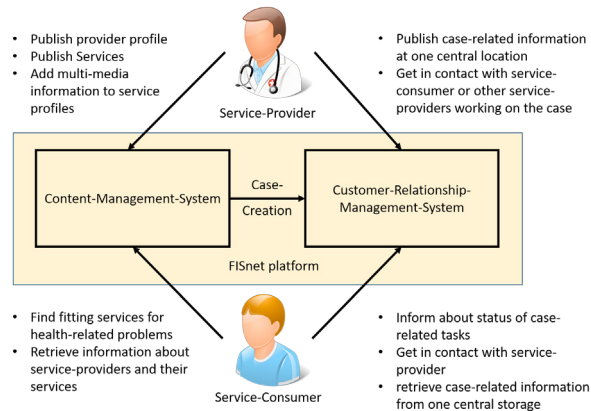 • Publish provider profile
• Publish Services
• Add multi-media
information to service
profiles
• Publish case-related information
at one central location
• Get in contact with service-
consumer or other service-
providers working on the case
Service-Provider
Content-Management-System
Case-
Creation
Customer-Relationship-
Management-System
FISnet platform
• Find fitting services for
health-related problems
• Retrieve information about
service-providers and their
services
• Inform about status of case-
related tasks
• Get in contact with service-
provider
• retrieve case-related information
from one central storage
Service-Consumer